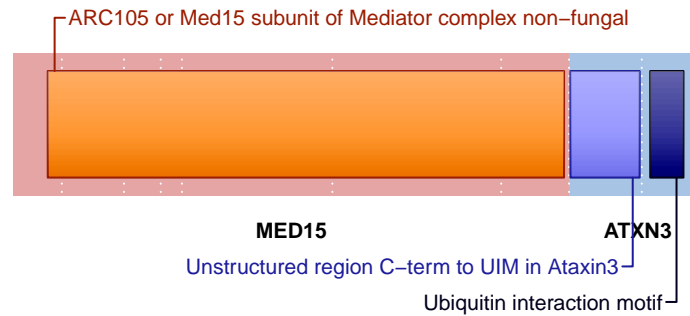 ARC105 or Med15 subunit of Mediator complex non−fungal
MED15 ATXN3
Unstructured region C−term to UIM in Ataxin3
Ubiquitin interaction motif